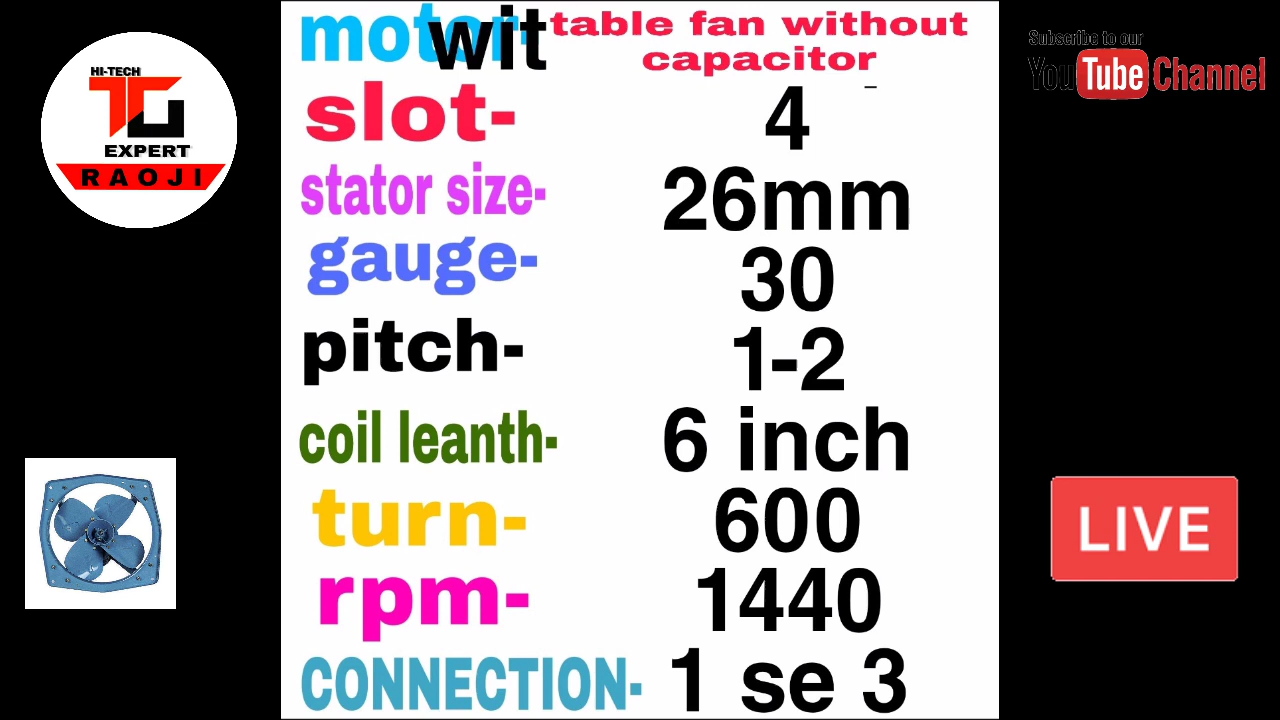 motor- wit table fan without
capacitor
slot- 4
stator size- 26mm
gauge- 30
pitch- 1-2
coil leanth- 6 inch
turn- 600
rpm- 1440
CONNECTION- 1 se 3
HI-TECH
TG
EXPERT
RAOJI
Subscribe to our
YouTube Channel
LIVE